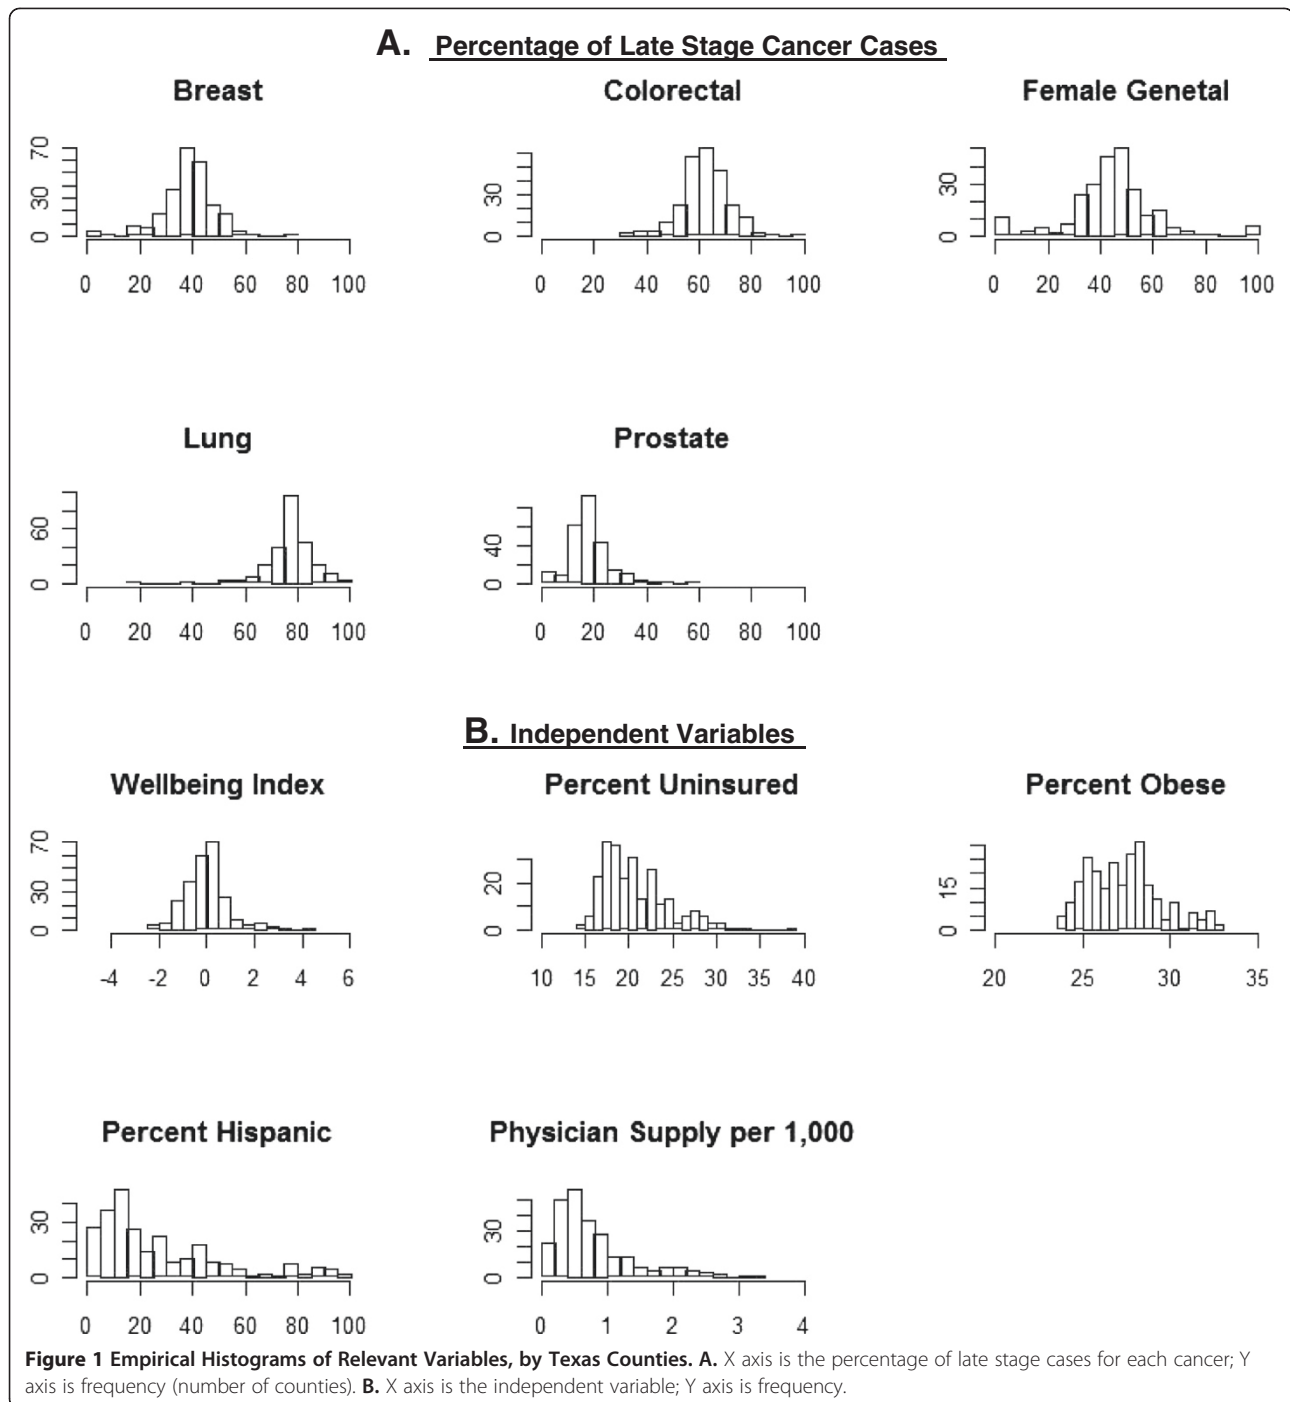 A. Percentage of Late Stage Cancer Cases
Breast
70
30
0
0 20 40 60 80 100
Colorectal
30
0
0 20 40 60 80 100
Female Genetal
30
0
0 20 40 60 80 100
Lung
60
0
0 20 40 60 80 100
Prostate
40
0
0 20 40 60 80 100
B. Independent Variables
Wellbeing Index
70
30
0
-4 -2 0 2 4 6
Percent Uninsured
20
0
10 15 20 25 30 35 40
Percent Obese
15
0
20 25 30 35
Percent Hispanic
30
0
0 20 40 60 80 100
Physician Supply per 1,000
30
0
0 1 2 3 4
Figure 1 Empirical Histograms of Relevant Variables, by Texas Counties. A. X axis is the percentage of late stage cases for each cancer; Y
axis is frequency (number of counties). B. X axis is the independent variable; Y axis is frequency.